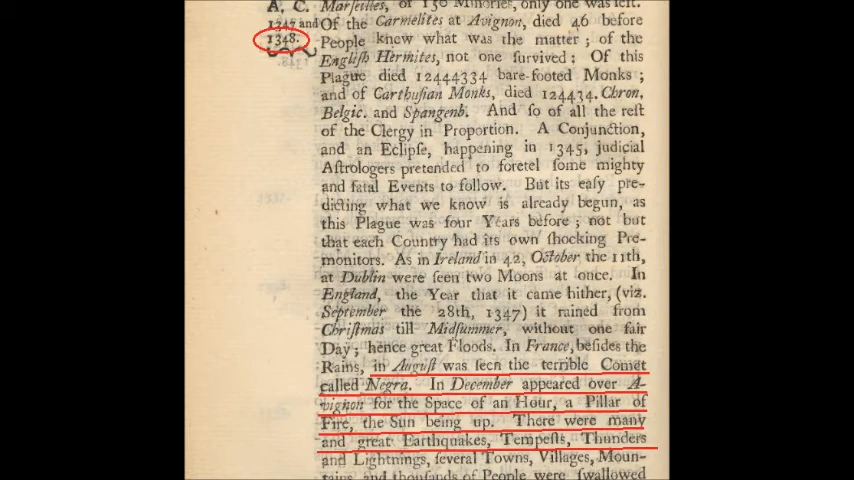 A. C. Marseilles, of 150 Minories, only one was left.
1347 and Of the Carmelites at Avignon, died 46 before
1348. People knew what was the matter; of the
Engliſh Hermites, not one ſurvived: Of this
Plague died 12444334 bare-footed Monks;
and of Carthuſian Monks, died 124434. Chron.
Belgic. and Spangenb. And ſo of all the reſt
of the Clergy in Proportion. A Conjunction,
and an Eclipſe, happening in 1345, judicial
Aſtrologers pretended to foretel ſome mighty
and fatal Events to follow. But its eaſy pre-
dicting what we know is already begun, as
this Plague was four Years before; not but
that each Country had its own ſhocking Pre-
monitors. As in Ireland in 42, October the 11th,
at Dublin were ſeen two Moons at once. In
England, the Year that it came hither, (viz.
September the 28th, 1347) it rained from
Chriſtmas till Midſummer, without one fair
Day; hence great Floods. In France, beſides the
Rains, in Auguſt was ſeen the terrible Comet
called Negra. In December appeared over A-
vignon for the Space of an Hour, a Pillar of
Fire, the Sun being up. There were many
and great Earthquakes, Tempeſts, Thunders
and Lightnings, ſeveral Towns, Villages, Moun-
tains, and thouſands of People were ſwallowed